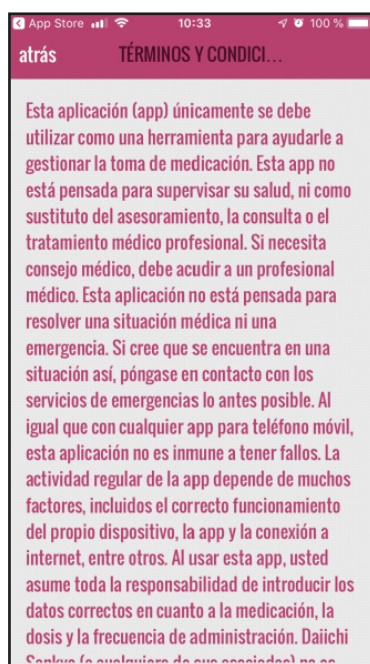 App Store 10:33 100 %
atrás TÉRMINOS Y CONDICI...
Esta aplicación (app) únicamente se debe
utilizar como una herramienta para ayudarle a
gestionar la toma de medicación. Esta app no
está pensada para supervisar su salud, ni como
sustituto del asesoramiento, la consulta o el
tratamiento médico profesional. Si necesita
consejo médico, debe acudir a un profesional
médico. Esta aplicación no está pensada para
resolver una situación médica ni una
emergencia. Si cree que se encuentra en una
situación así, póngase en contacto con los
servicios de emergencias lo antes posible. Al
igual que con cualquier app para teléfono móvil,
esta aplicación no es inmune a tener fallos. La
actividad regular de la app depende de muchos
factores, incluidos el correcto funcionamiento
del propio dispositivo, la app y la conexión a
internet, entre otros. Al usar esta app, usted
asume toda la responsabilidad de introducir los
datos correctos en cuanto a la medicación, la
dosis y la frecuencia de administración. Daiichi
Sankyo (o cualquiera de sus asociados) no es